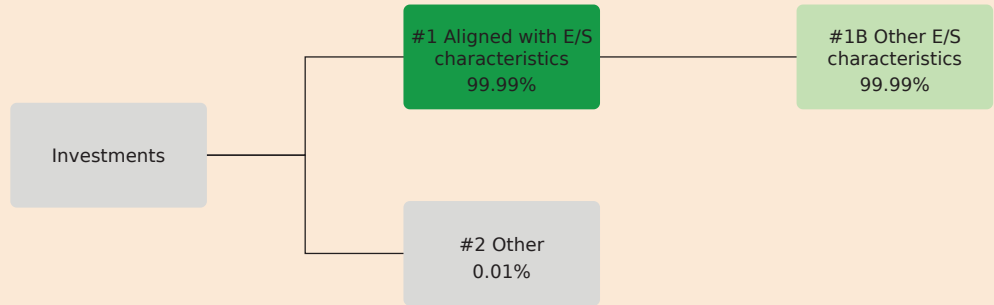 Investments
#1 Aligned with E/S
characteristics
99.99%
#1B Other E/S
characteristics
99.99%
#2 Other
0.01%